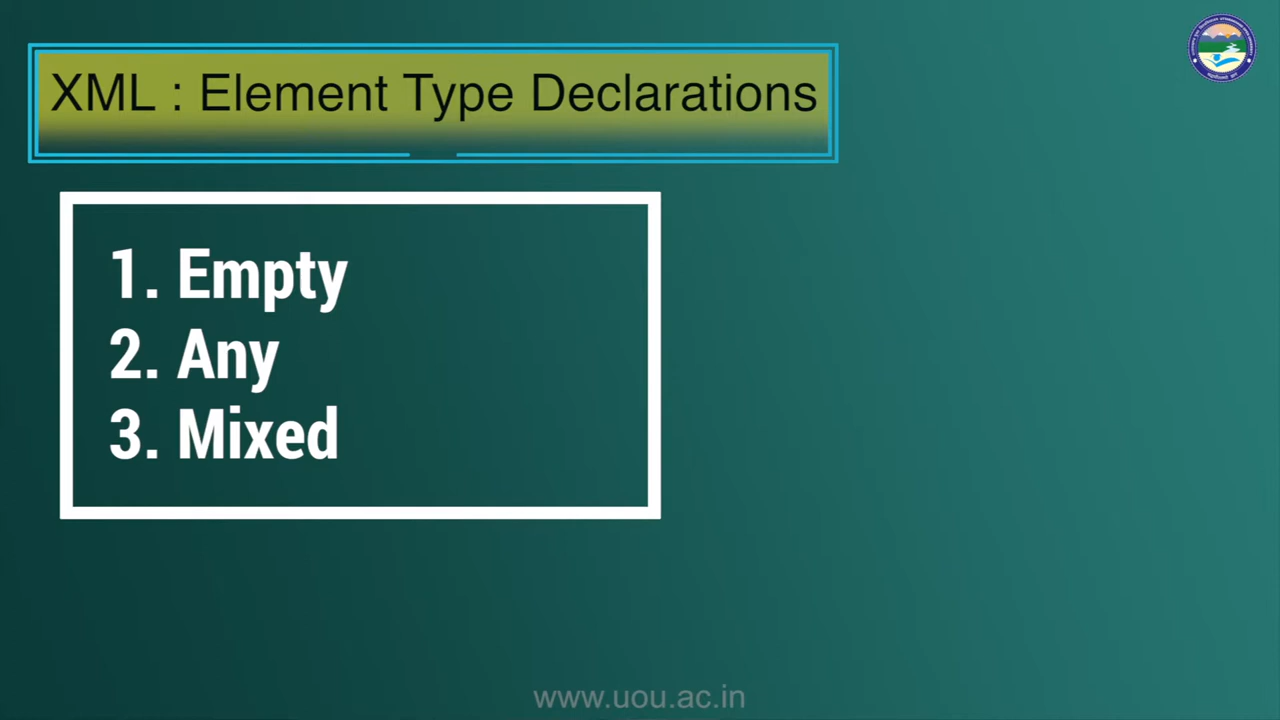 XML : Element Type Declarations
1. Empty
2. Any
3. Mixed
www.uou.ac.in